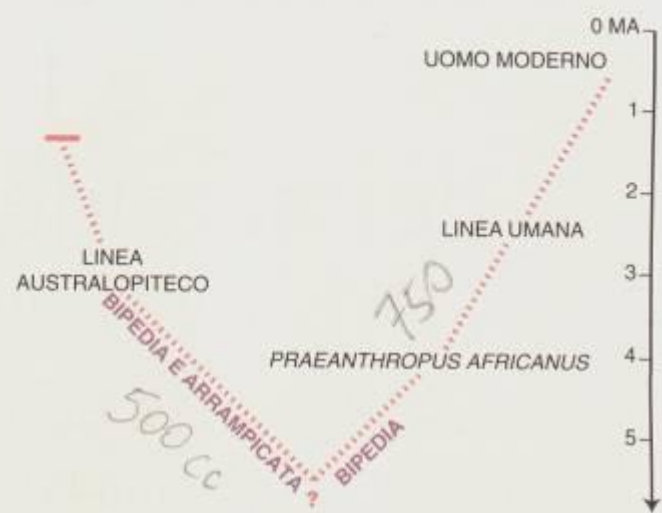 0 MA
UOMO MODERNO
1
2
LINEA UMANA
LINEA
AUSTRALOPITECO
3
750
PRAEANTHROPUS AFRICANUS
4
BIPEDIA E ARRAMPICATA
500 cc
BIPEDIA
5
?